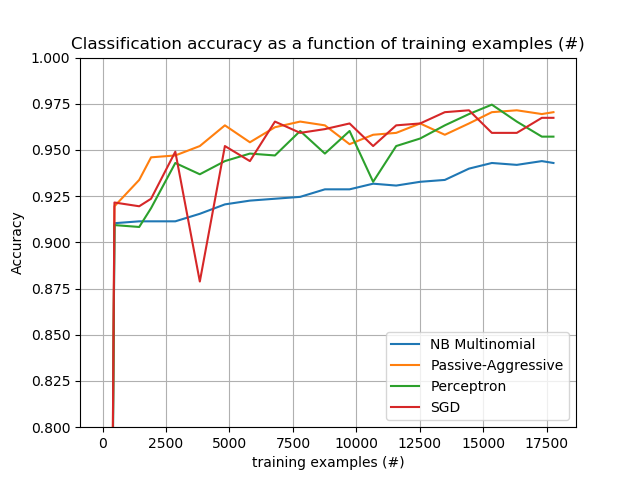 Classification accuracy as a function of training examples (#)
1.000
0.975
0.950
0.925
0.900
0.875
0.850
0.825
0.800
Accuracy
NB Multinomial
Passive-Aggressive
Perceptron
SGD
0 2500 5000 7500 10000 12500 15000 17500
training examples (#)